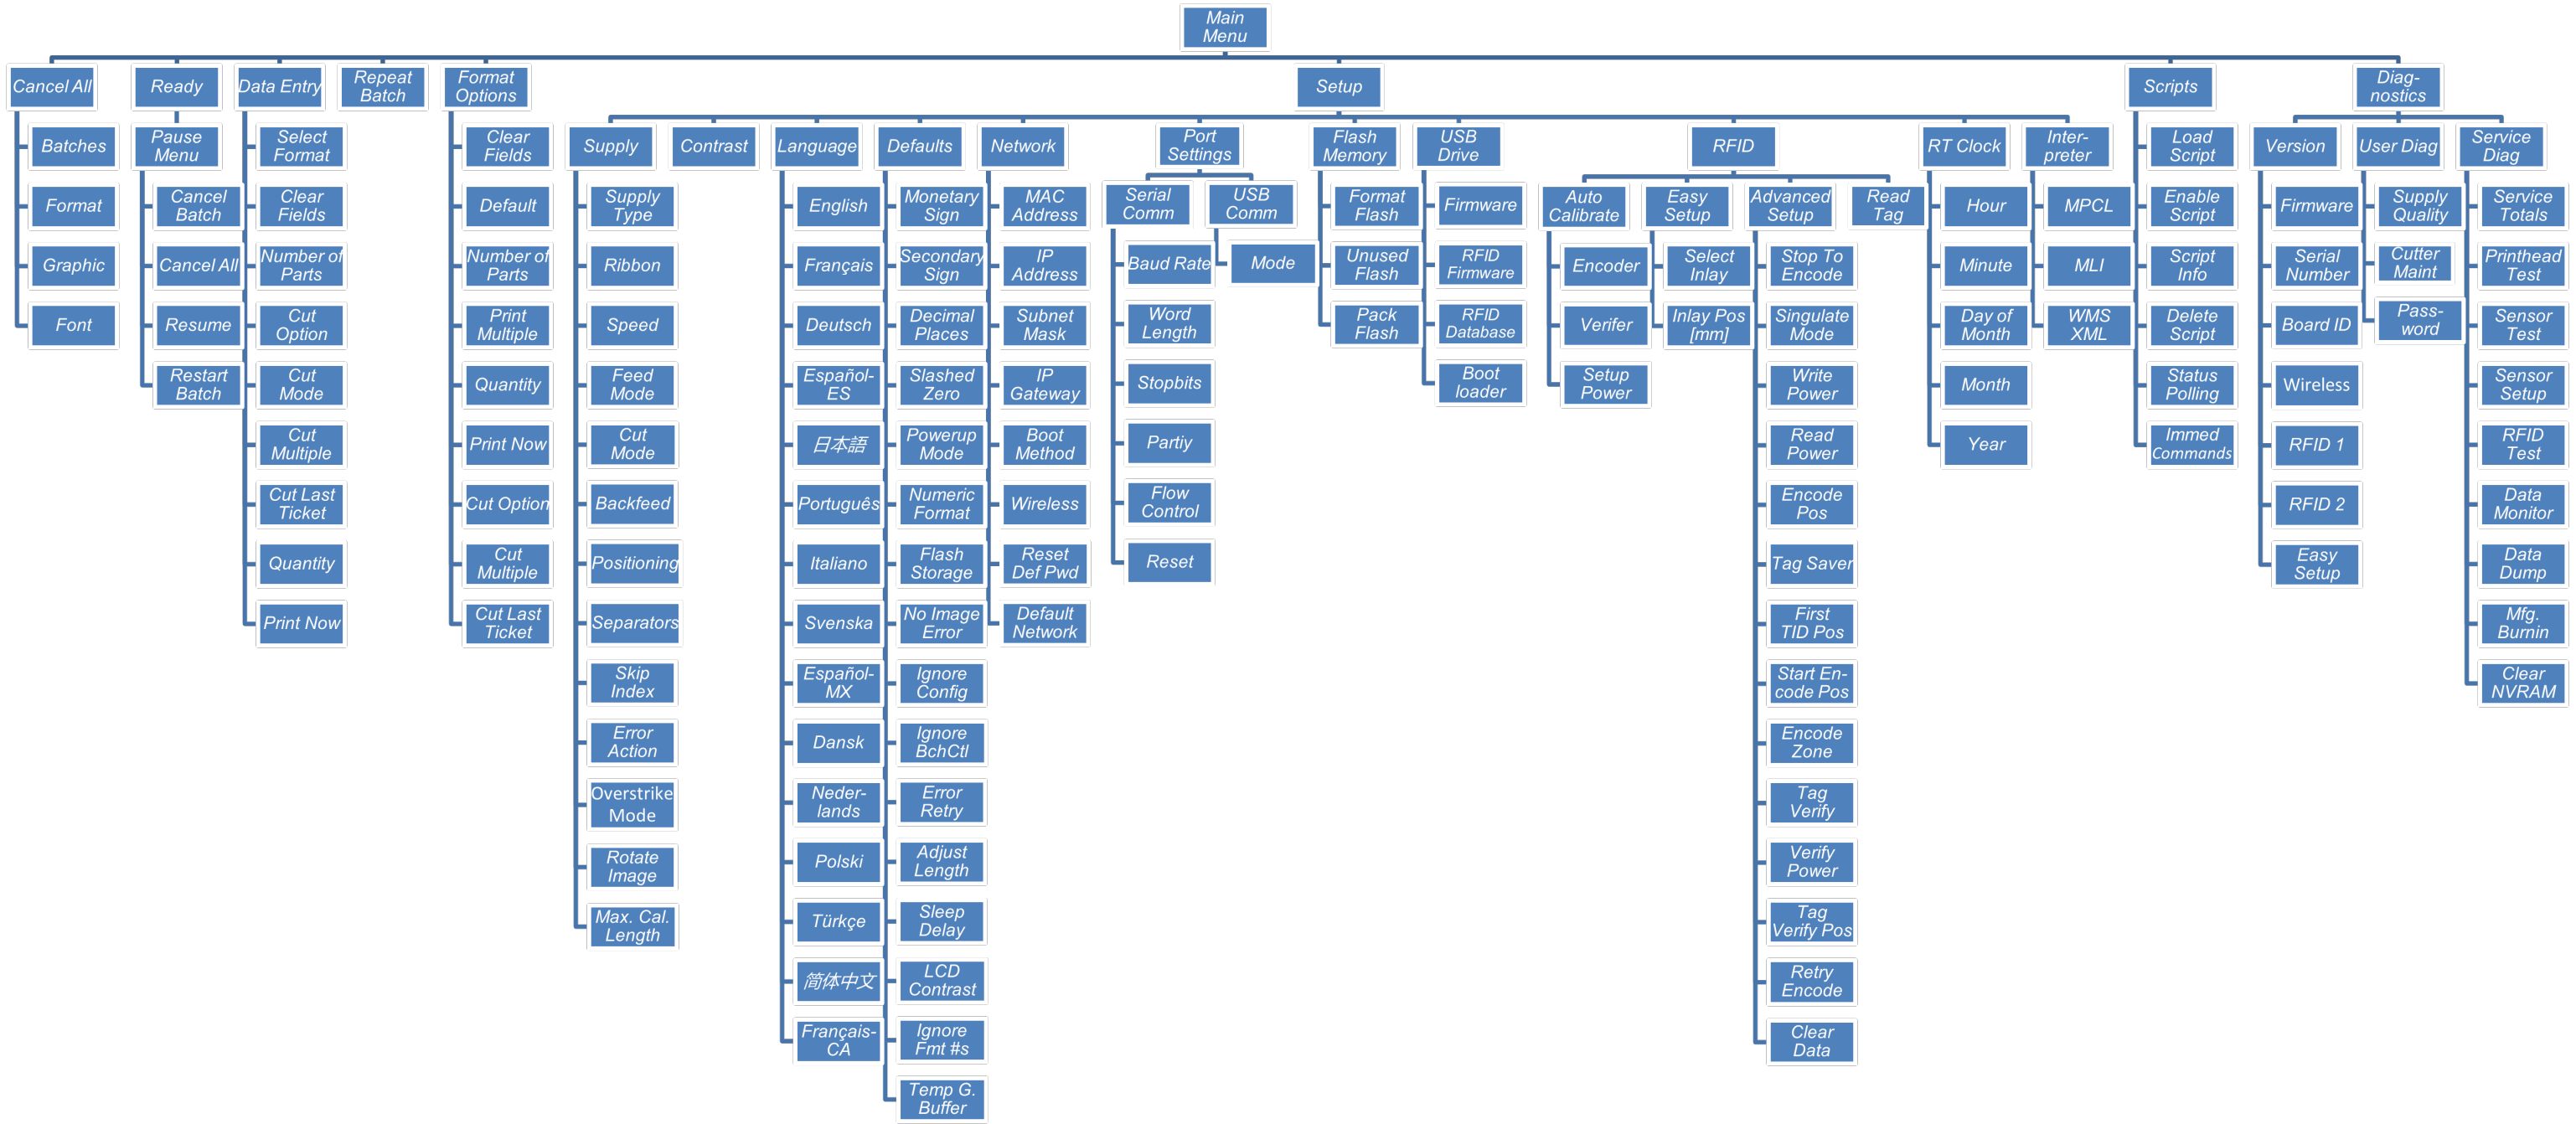 Main
Menu
Cancel All
Ready
Data Entry
Repeat
Batch
Format
Options
Setup
Scripts
Diag-
nostics
Batches
Format
Graphic
Font
Pause
Menu
Cancel
Batch
Cancel All
Resume
Restart
Batch
Select
Format
Clear
Fields
Number of
Parts
Cut
Option
Cut
Mode
Cut
Multiple
Cut Last
Ticket
Quantity
Print Now
Clear
Fields
Default
Number of
Parts
Print
Multiple
Quantity
Print Now
Cut Option
Cut
Multiple
Cut Last
Ticket
Supply
Supply
Type
Ribbon
Speed
Feed
Mode
Cut
Mode
Backfeed
Positioning
Separators
Skip
Index
Error
Action
Overstrike
Mode
Rotate
Image
Max. Cal.
Length
Contrast
Language
English
Français
Deutsch
Español-
ES
日本語
Português
Italiano
Svenska
Español-
MX
Dansk
Neder-
lands
Polski
Türkçe
简体中文
Français-
CA
Defaults
Monetary
Sign
Secondary
Sign
Decimal
Places
Slashed
Zero
Powerup
Mode
Numeric
Format
Flash
Storage
No Image
Error
Ignore
Config
Ignore
BchCtl
Error
Retry
Adjust
Length
Sleep
Delay
LCD
Contrast
Ignore
Fmt #s
Temp G.
Buffer
Network
MAC
Address
IP
Address
Subnet
Mask
IP
Gateway
Boot
Method
Wireless
Reset
Def Pwd
Default
Network
Port
Settings
Serial
Comm
Baud Rate
Word
Length
Stopbits
Partiy
Flow
Control
Reset
USB
Comm
Mode
Flash
Memory
Format
Flash
Unused
Flash
Pack
Flash
USB
Drive
Firmware
RFID
Firmware
RFID
Database
Boot
loader
RFID
Auto
Calibrate
Encoder
Verifer
Setup
Power
Easy
Setup
Select
Inlay
Inlay Pos
[mm]
Advanced
Setup
Stop To
Encode
Singulate
Mode
Write
Power
Read
Power
Encode
Pos
Tag Saver
First
TID Pos
Start En-
code Pos
Encode
Zone
Tag
Verify
Verify
Power
Tag
Verify Pos
Retry
Encode
Clear
Data
Read
Tag
RT Clock
Hour
Minute
Day of
Month
Month
Year
Inter-
preter
MPCL
MLI
WMS
XML
Load
Script
Enable
Script
Script
Info
Delete
Script
Status
Polling
Immed
Commands
Version
Firmware
Serial
Number
Board ID
Wireless
RFID 1
RFID 2
Easy
Setup
User Diag
Supply
Quality
Cutter
Maint
Pass-
word
Service
Diag
Service
Totals
Printhead
Test
Sensor
Test
Sensor
Setup
RFID
Test
Data
Monitor
Data
Dump
Mfg.
Burnin
Clear
NVRAM